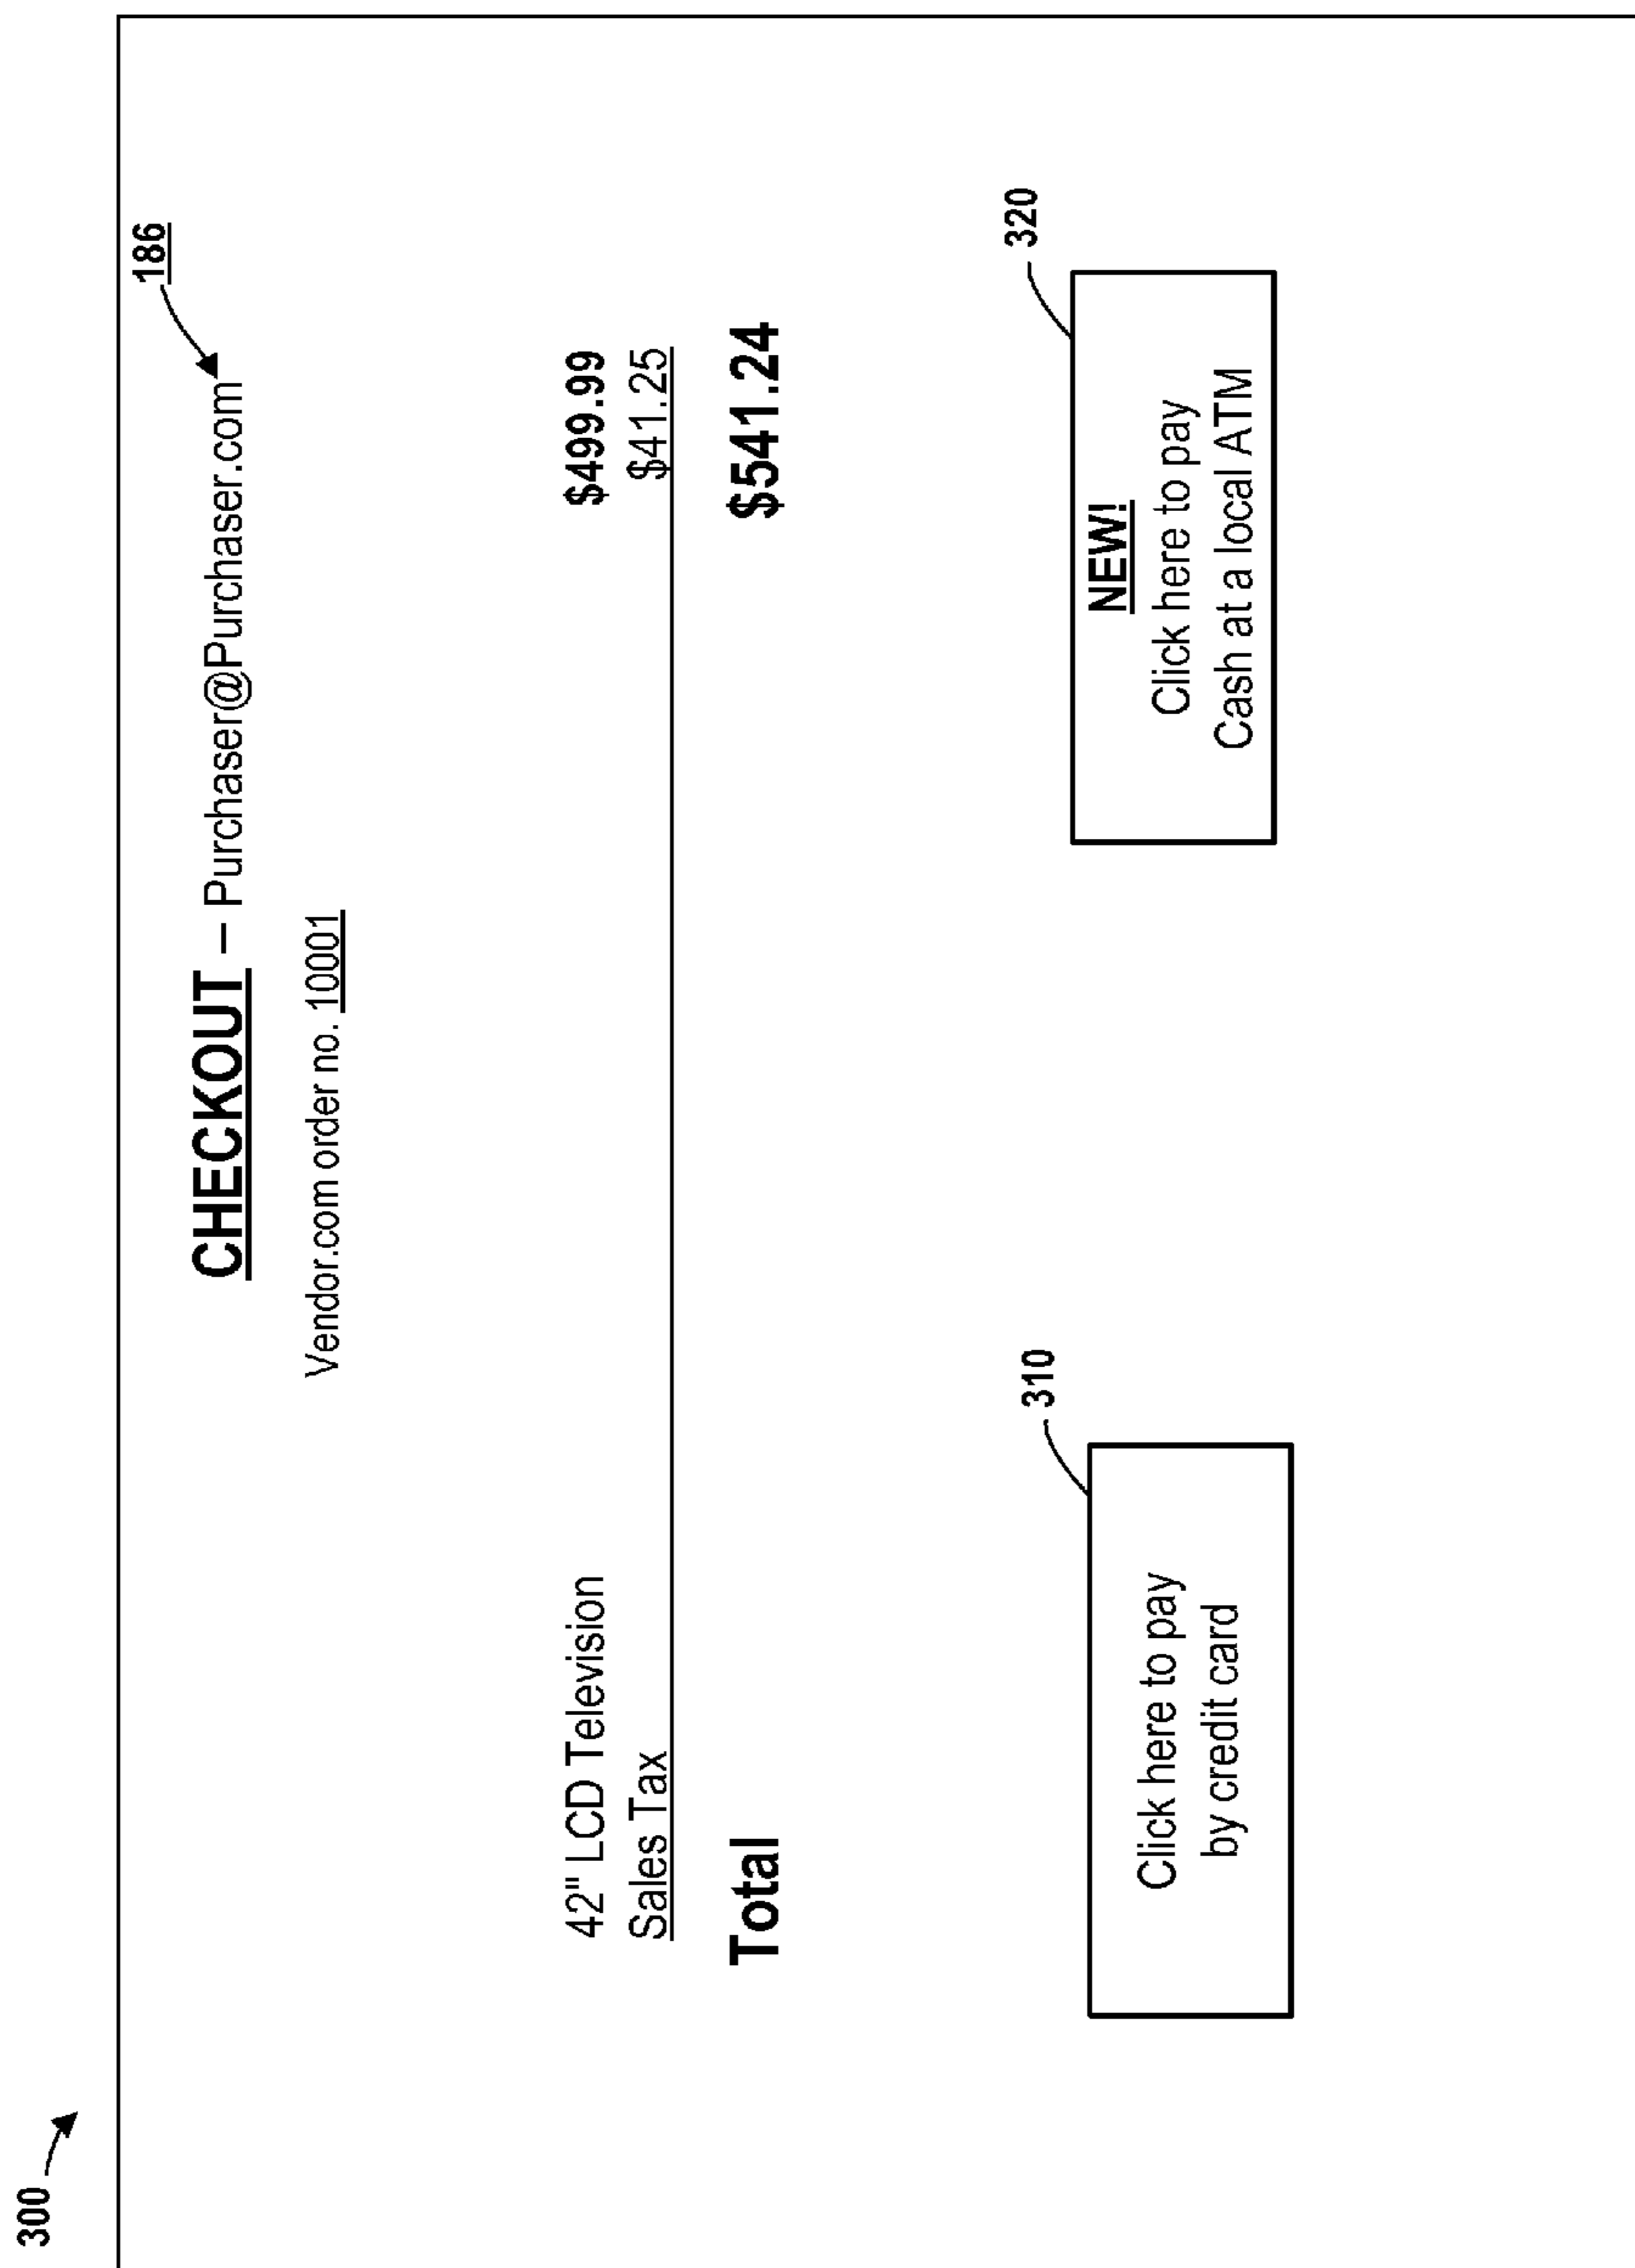 300
186
CHECKOUT – Purchaser@Purchaser.com
Vendor.com order no. 10001
42" LCD Television $499.99
Sales Tax $41.25
Total $541.24
310
Click here to pay
by credit card
320
NEW!
Click here to pay
Cash at a local ATM